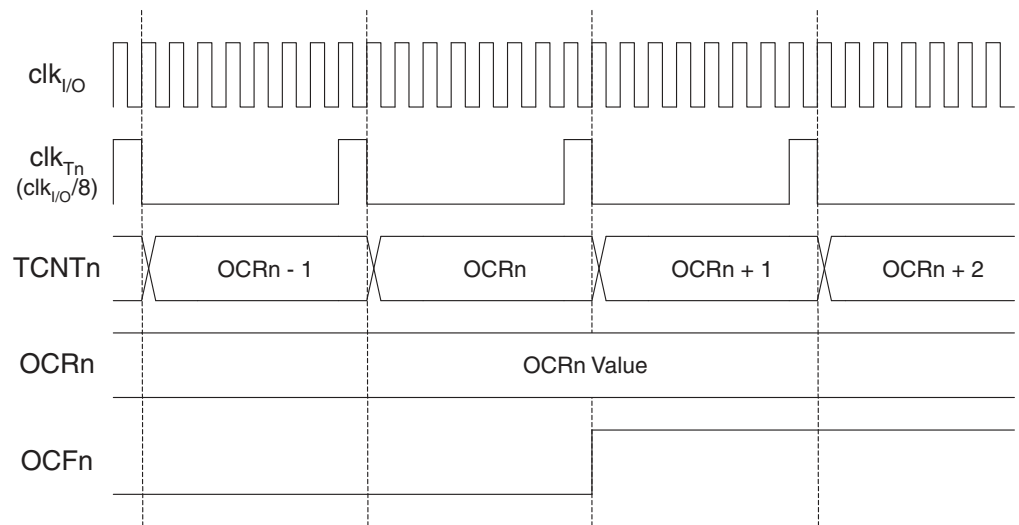 clkI/O
clkTn
(clkI/O/8)
TCNTn
OCRn - 1 OCRn OCRn + 1 OCRn + 2
OCRn
OCRn Value
OCFn